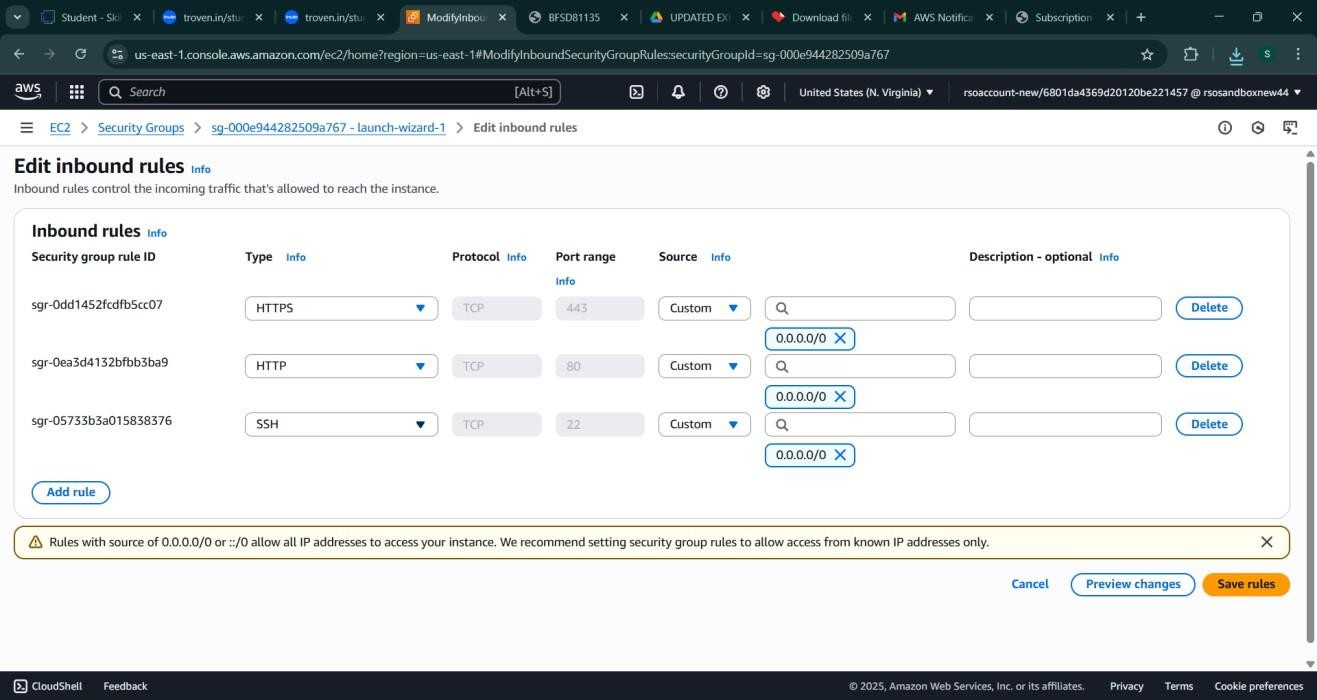 Student - Skil
troven.in/stud
troven.in/stud
ModifyInboun
BFSD81135
UPDATED EX
Download file
AWS Notifica
Subscription
us-east-1.console.aws.amazon.com/ec2/home?region=us-east-1#ModifyInboundSecurityGroupRules:securityGroupId=sg-000e944282509a767
S
aws
Search [Alt+S]
United States (N. Virginia)
rsoaccount-new/6801da4369d20120be221457 @ rsosandboxnew44
EC2 > Security Groups > sg-000e944282509a767 - launch-wizard-1 > Edit inbound rules
Edit inbound rules Info
Inbound rules control the incoming traffic that's allowed to reach the instance.
Inbound rules Info
Security group rule ID Type Info Protocol Info Port range Info Source Info Description - optional Info
sgr-0dd1452fcdfb5cc07 HTTPS TCP 443 Custom Delete
0.0.0.0/0
sgr-0ea3d4132bfbb3ba9 HTTP TCP 80 Custom Delete
0.0.0.0/0
sgr-05733b3a015838376 SSH TCP 22 Custom Delete
0.0.0.0/0
Add rule
Rules with source of 0.0.0.0/0 or ::/0 allow all IP addresses to access your instance. We recommend setting security group rules to allow access from known IP addresses only.
Cancel Preview changes Save rules
CloudShell Feedback © 2025, Amazon Web Services, Inc. or its affiliates. Privacy Terms Cookie preferences